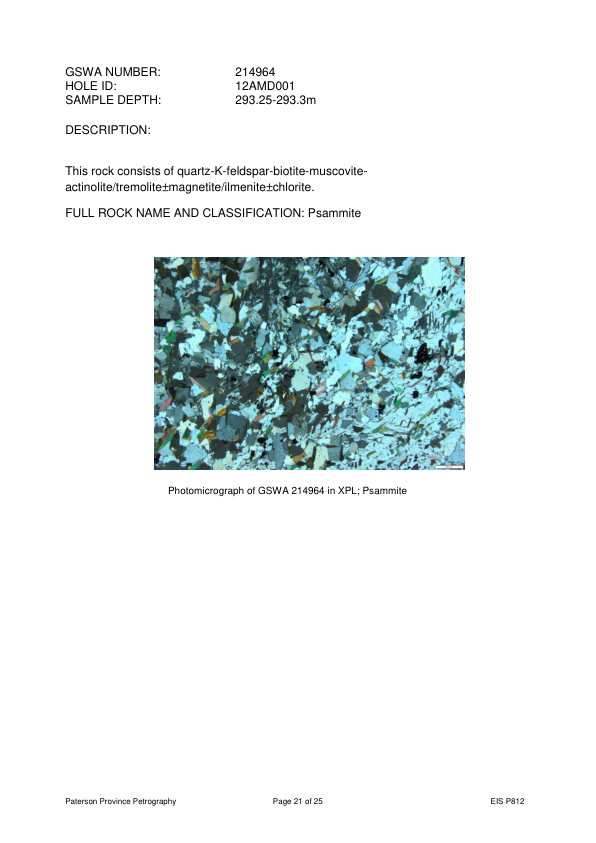 GSWA NUMBER: 214964
HOLE ID: 12AMD001
SAMPLE DEPTH: 293.25-293.3m
DESCRIPTION:
This rock consists of quartz-K-feldspar-biotite-muscovite-
actinolite/tremolite±magnetite/ilmenite±chlorite.
FULL ROCK NAME AND CLASSIFICATION: Psammite
Photomicrograph of GSWA 214964 in XPL; Psammite
Paterson Province Petrography Page 21 of 25 EIS P812